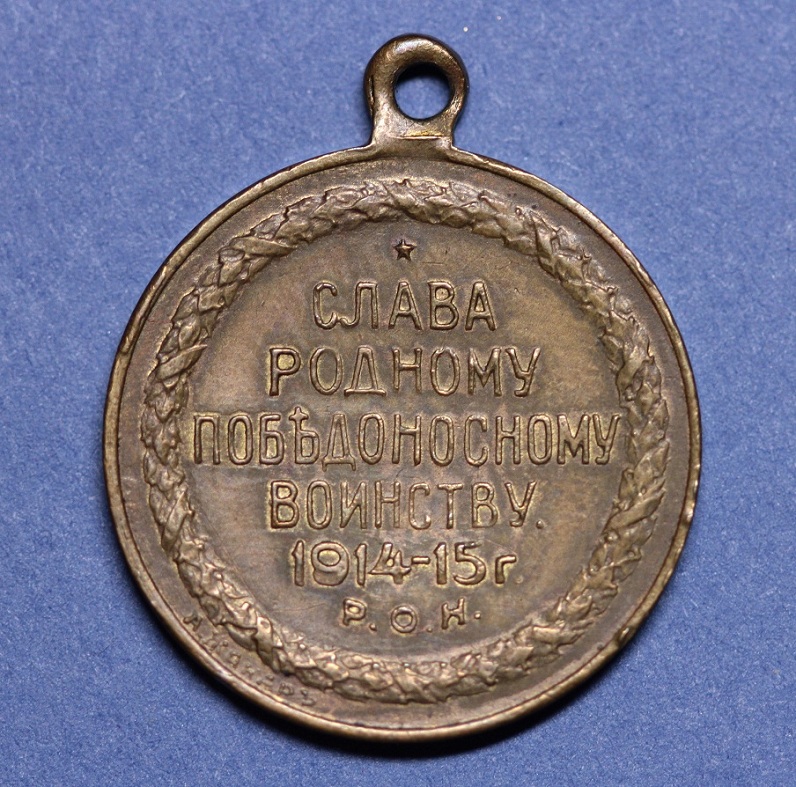 СЛАВА
РОДНОМУ
ПОБѢДОНОСНОМУ
ВОИНСТВУ.
1914-15г.
Р.О.Н.